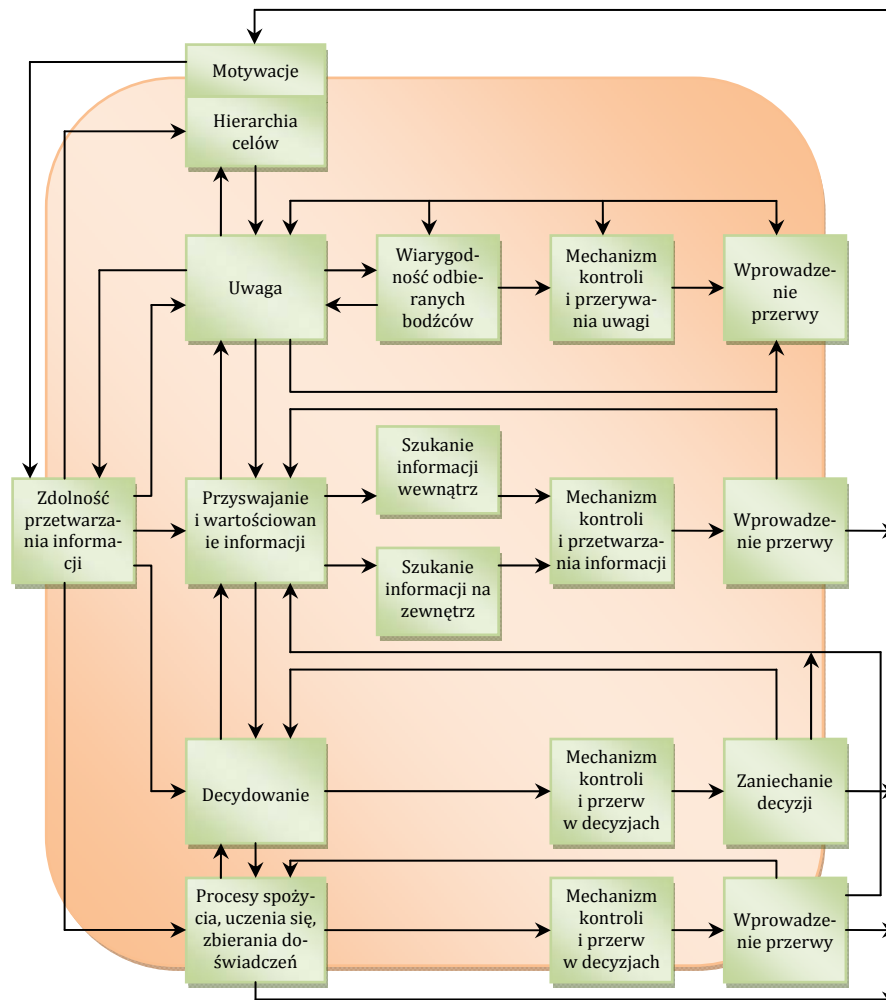 Motywacje
Hierarchia
celów
Uwaga
Wiarygod-
ność odbie-
ranych
bodźców
Mechanizm
kontroli
i przerywa-
nia uwagi
Wprowadze-
nie
przerwy
Zdolność
przetwarza-
nia informa-
cji
Przyswajanie
i wartościowan
ie informacji
Szukanie
informacji
wewnątrz
Szukanie
informacji na
zewnętrz
Mechanizm
kontroli
i przetwarza-
nia informacji
Wprowadze-
nie przerwy
Decydowanie
Mechanizm
kontroli
i przerw
w decyzjach
Zaniechanie
decyzji
Procesy spoży-
cia, uczenia się,
zbierania do-
świadczeń
Mechanizm
kontroli
i przerw
w decyzjach
Wprowadze-
nie przerwy